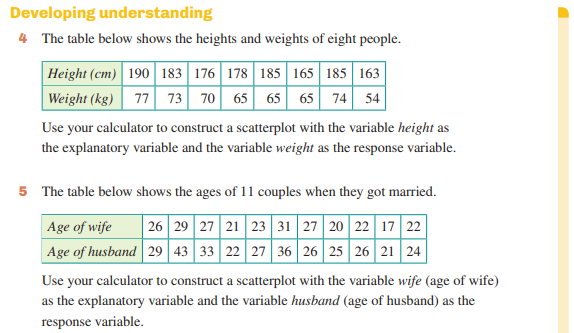 Developing understanding
4 The table below shows the heights and weights of eight people.
Height (cm) 190 183 176 178 185 165 185 163
Weight (kg) 77 73 70 65 65 65 74 54
Use your calculator to construct a scatterplot with the variable height as
the explanatory variable and the variable weight as the response variable.
5 The table below shows the ages of 11 couples when they got married.
Age of wife 26 29 27 21 23 31 27 20 22 17 22
Age of husband 29 43 33 22 27 36 26 25 26 21 24
Use your calculator to construct a scatterplot with the variable wife (age of wife)
as the explanatory variable and the variable husband (age of husband) as the
response variable.